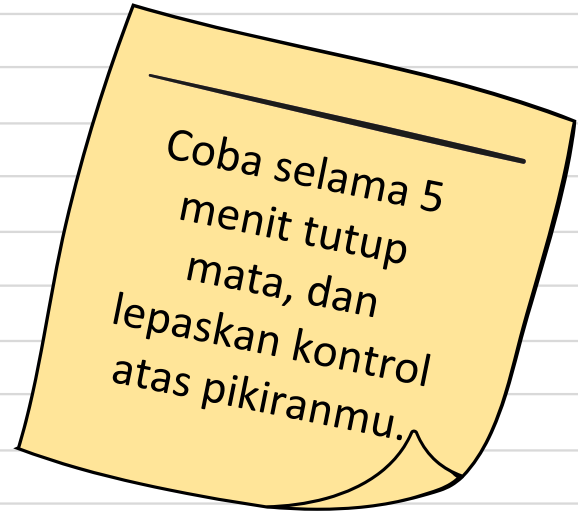 Coba selama 5
menit tutup
mata, dan
lepaskan kontrol
atas pikiranmu.